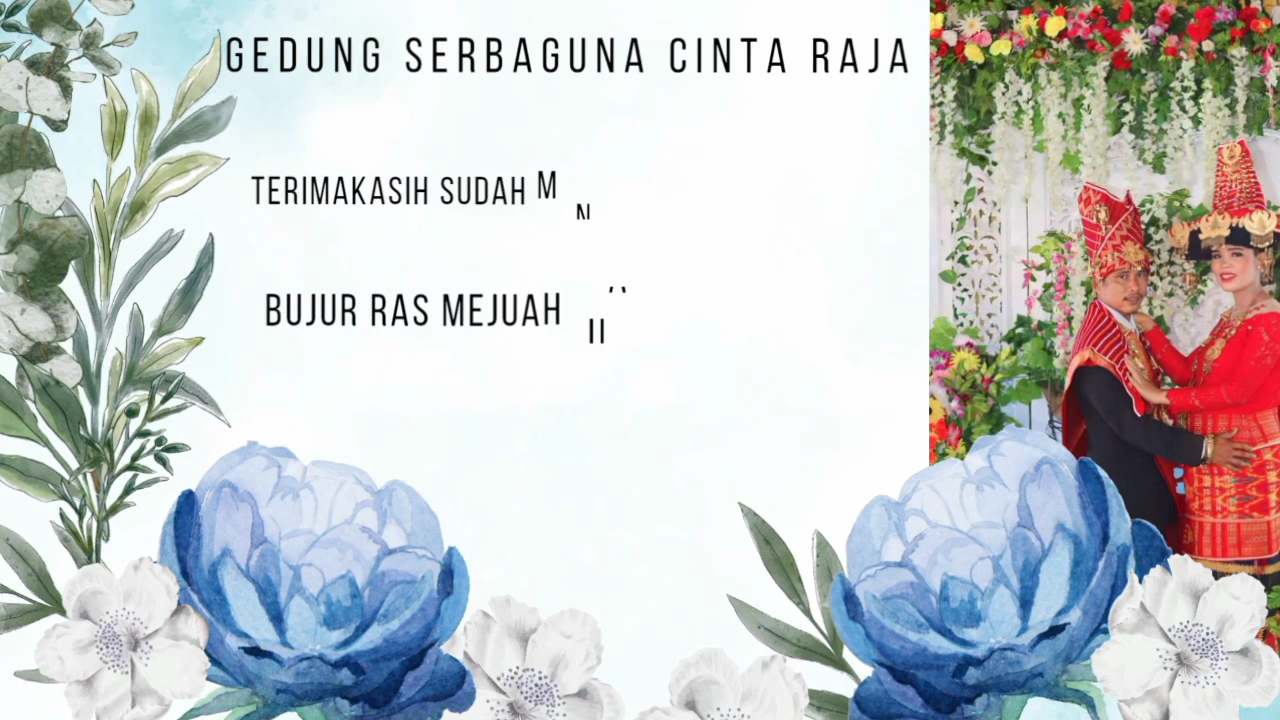 GEDUNG SERBAGUNA CINTA RAJA
TERIMAKASIH SUDAH
BUJUR RAS MEJUAH